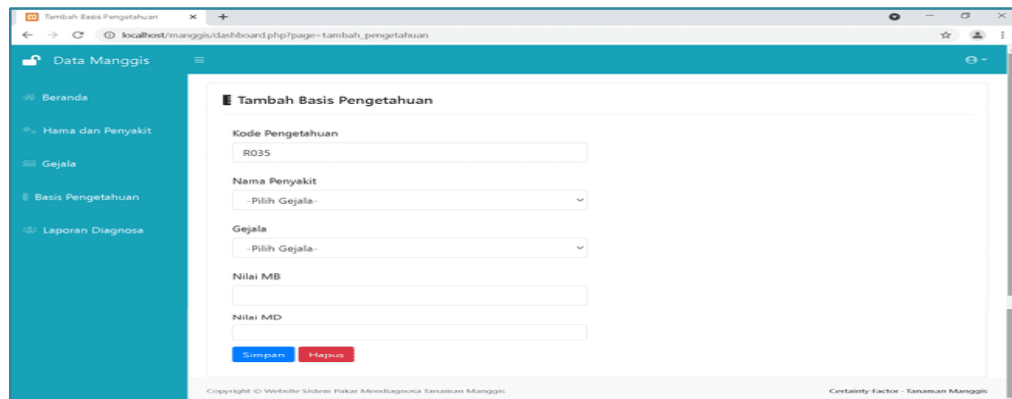 Tambah Basis Pengetahuan
localhost/manggis/dashboard.php?page=tambah_pengetahuan
Data Manggis
Beranda
Hama dan Penyakit
Gejala
Basis Pengetahuan
Laporan Diagnosa
Tambah Basis Pengetahuan
Kode Pengetahuan
R035
Nama Penyakit
-Pilih Gejala-
Gejala
-Pilih Gejala-
Nilai MB
Nilai MD
Simpan Hapus
Copyright © Website Sistem Pakar Mendiagnosa Tanaman Manggis
Certainty Factor - Tanaman Manggis